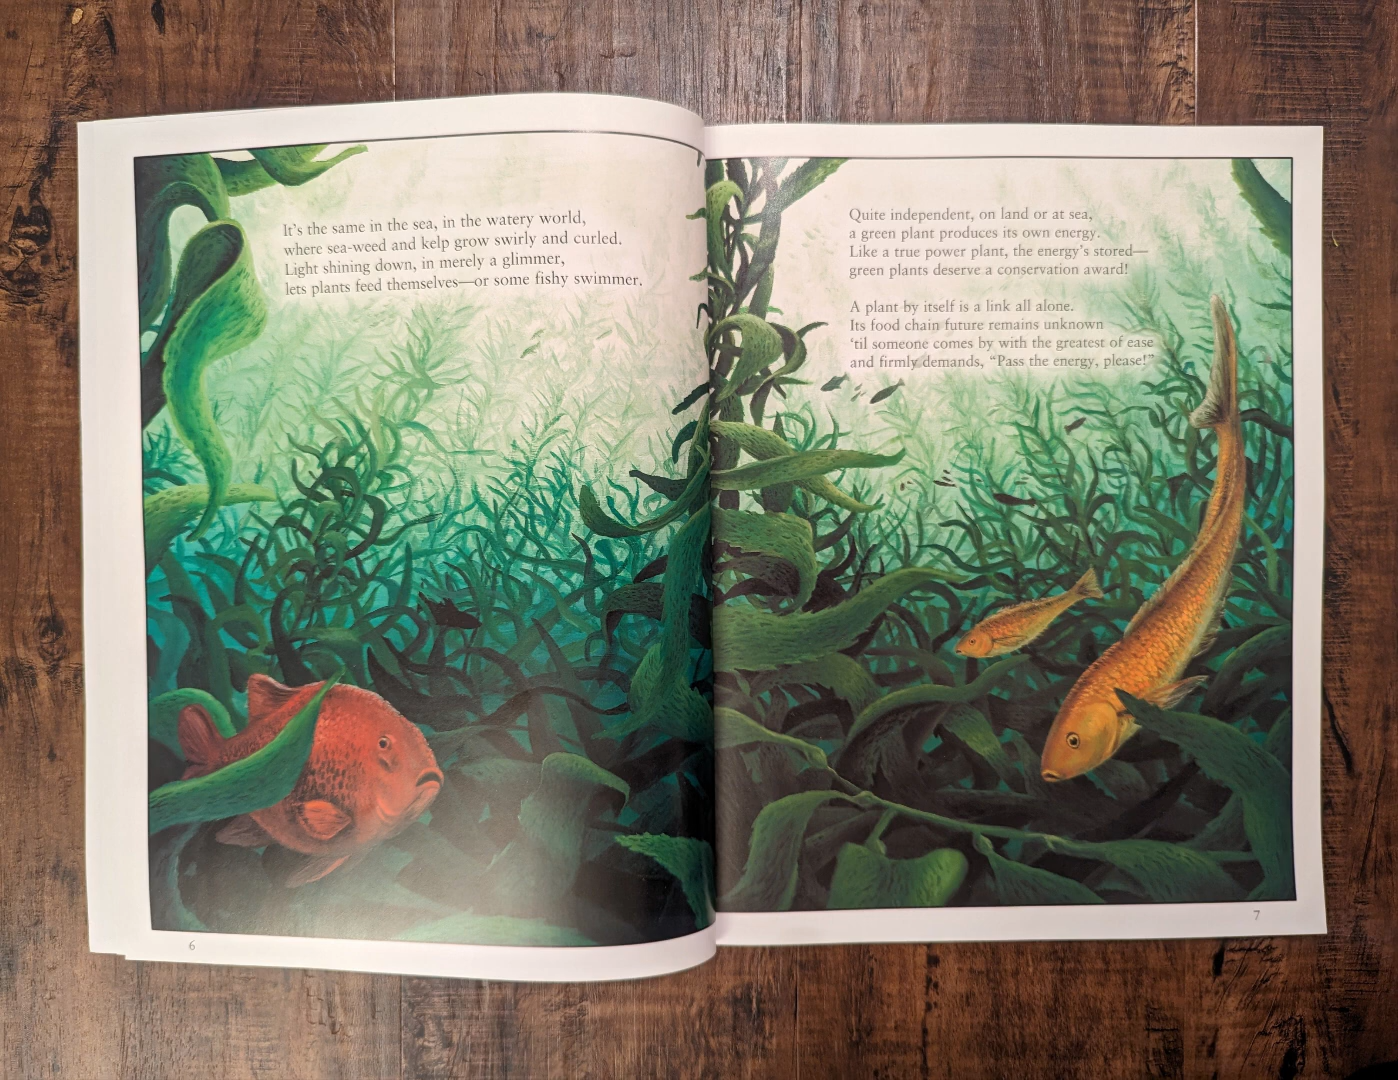 It's the same in the sea, in the watery world,
where sea-weed and kelp grow swirly and curled.
Light shining down, in merely a glimmer,
lets plants feed themselves—or some fishy swimmer.
6
Quite independent, on land or at sea,
a green plant produces its own energy.
Like a true power plant, the energy's stored—
green plants deserve a conservation award!
A plant by itself is a link all alone.
Its food chain future remains unknown
'til someone comes by with the greatest of ease
and firmly demands, "Pass the energy, please!"
7